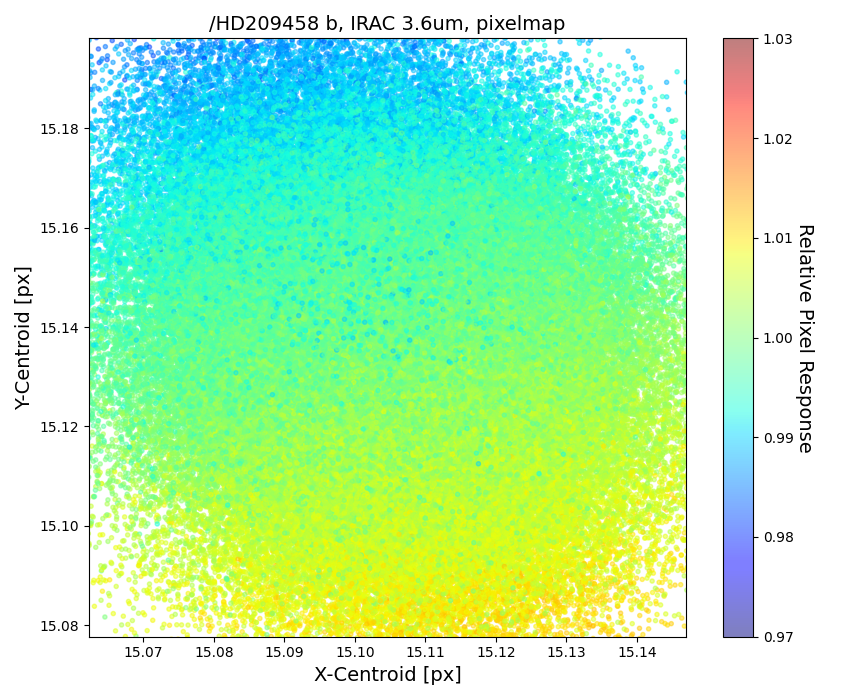 /HD209458 b, IRAC 3.6um, pixelmap
Y-Centroid [px]
15.18
15.16
15.14
15.12
15.10
15.08
15.07 15.08 15.09 15.10 15.11 15.12 15.13 15.14
X-Centroid [px]
1.03
1.02
1.01
1.00
0.99
0.98
0.97
Relative Pixel Response